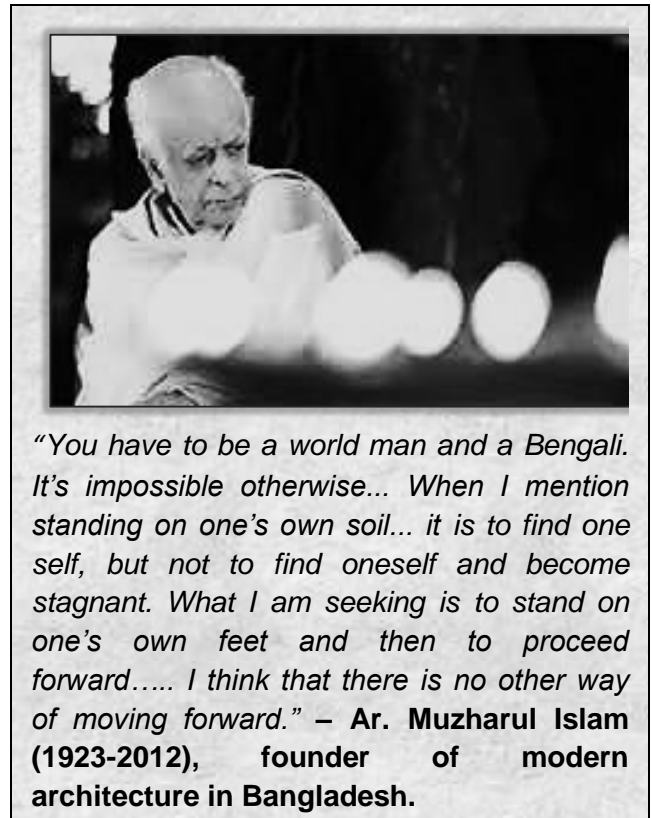 “You have to be a world man and a Bengali.
It’s impossible otherwise... When I mention
standing on one’s own soil... it is to find one
self, but not to find oneself and become
stagnant. What I am seeking is to stand on
one’s own feet and then to proceed
forward….. I think that there is no other way
of moving forward.” – Ar. Muzharul Islam
(1923-2012), founder of modern
architecture in Bangladesh.